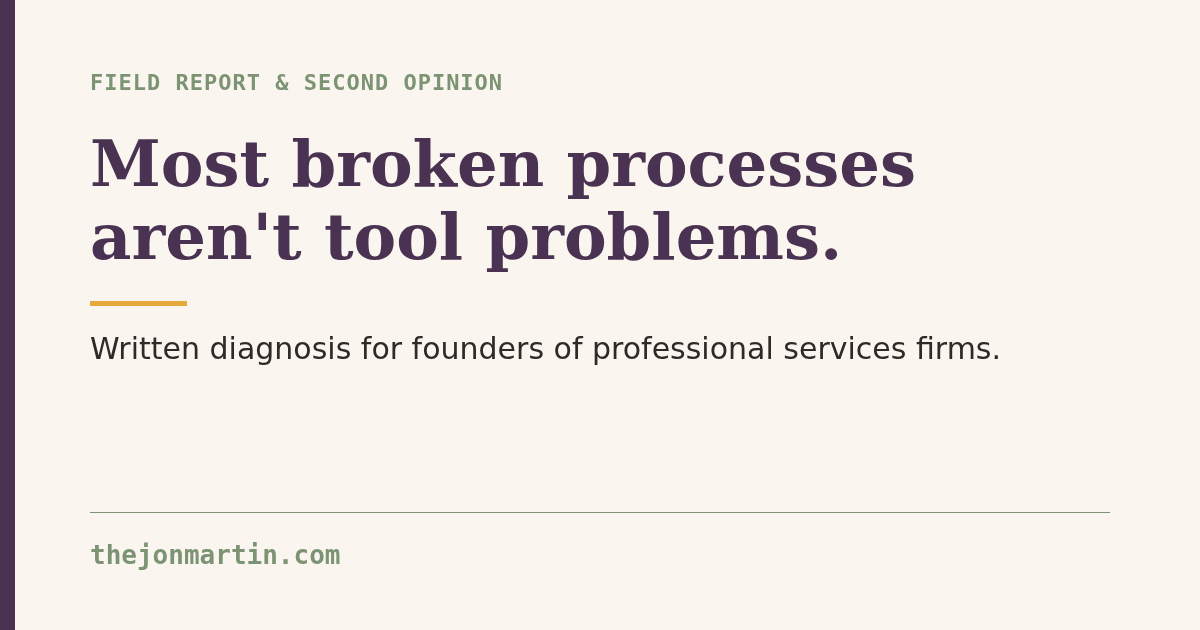 FIELD REPORT & SECOND OPINION
Most broken processes
aren't tool problems.
Written diagnosis for founders of professional services firms.
thejonmartin.com